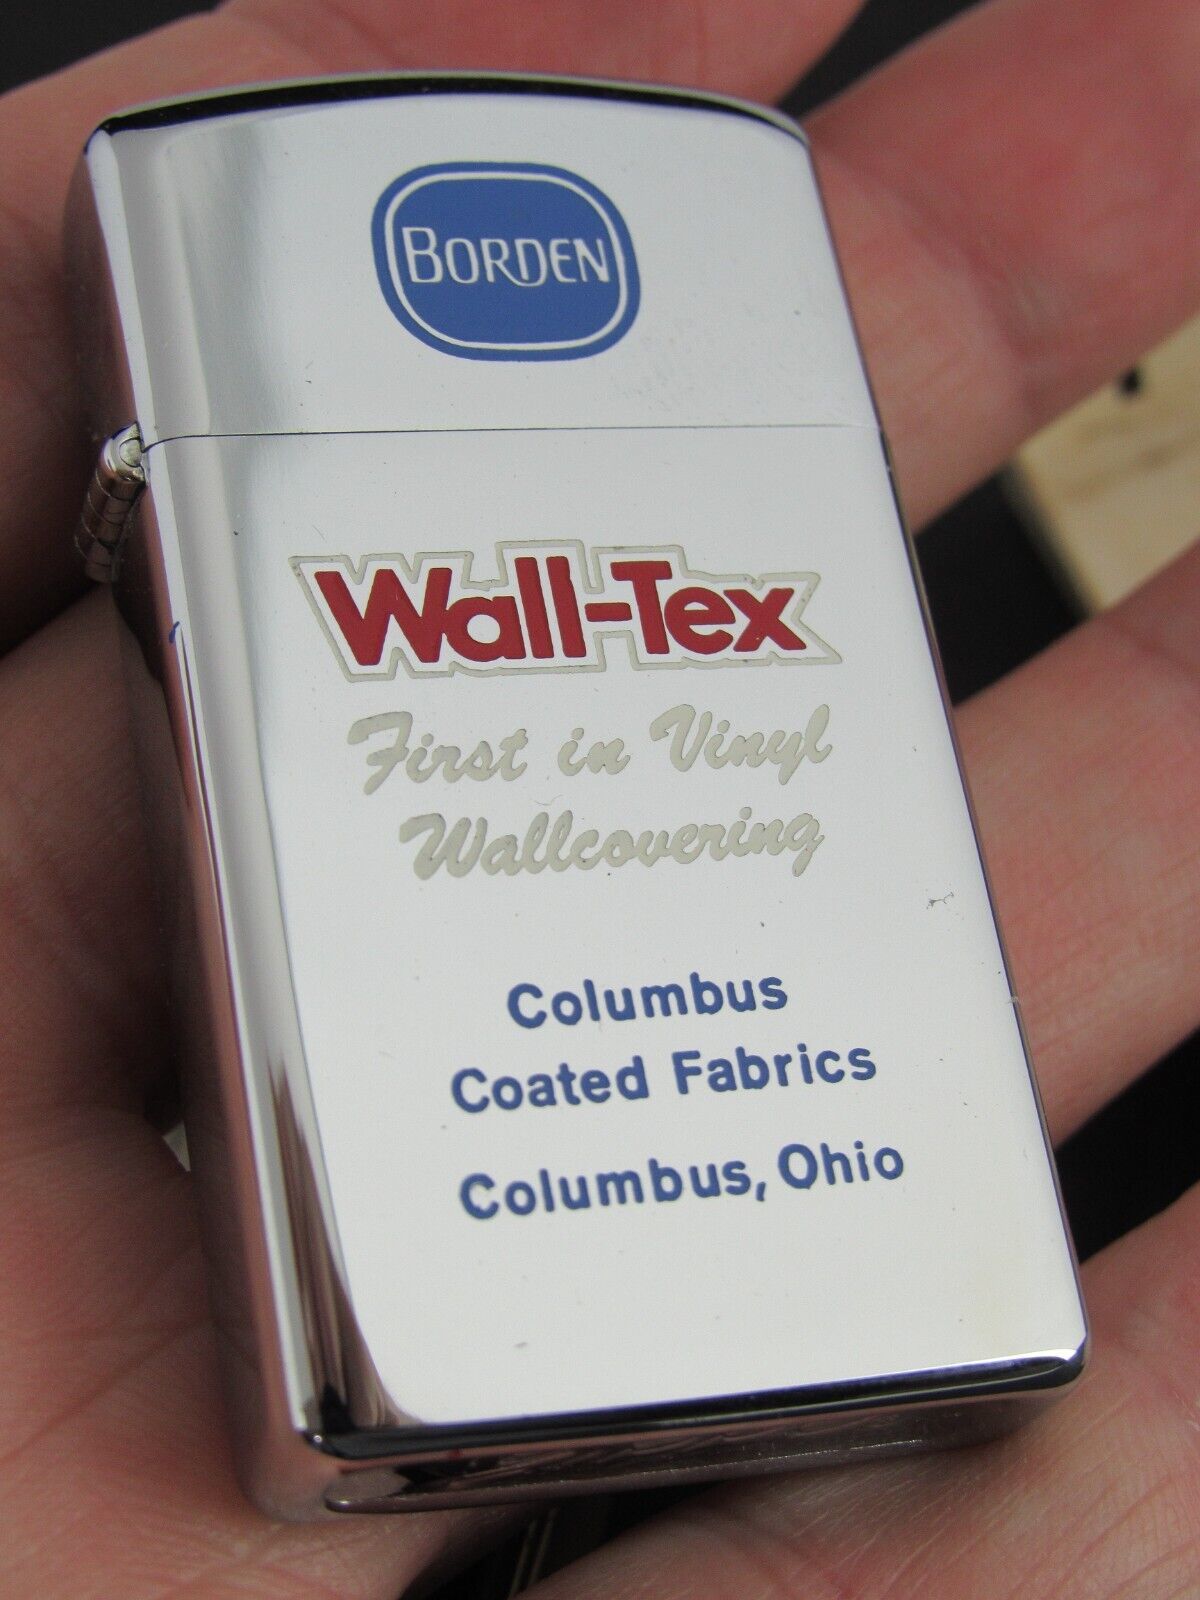 BORDEN
Wall-Tex
First in Vinyl
Wallcovering
Columbus
Coated Fabrics
Columbus, Ohio